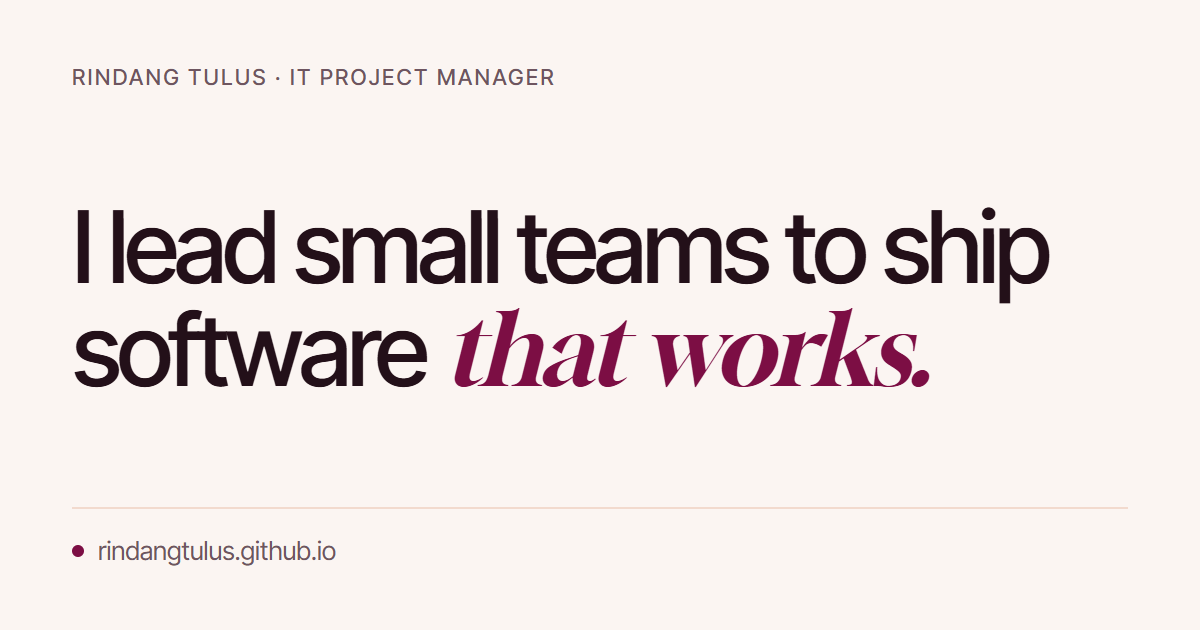 RINDANG TULUS · IT PROJECT MANAGER
I lead small teams to ship
software that works.
rindangtulus.github.io